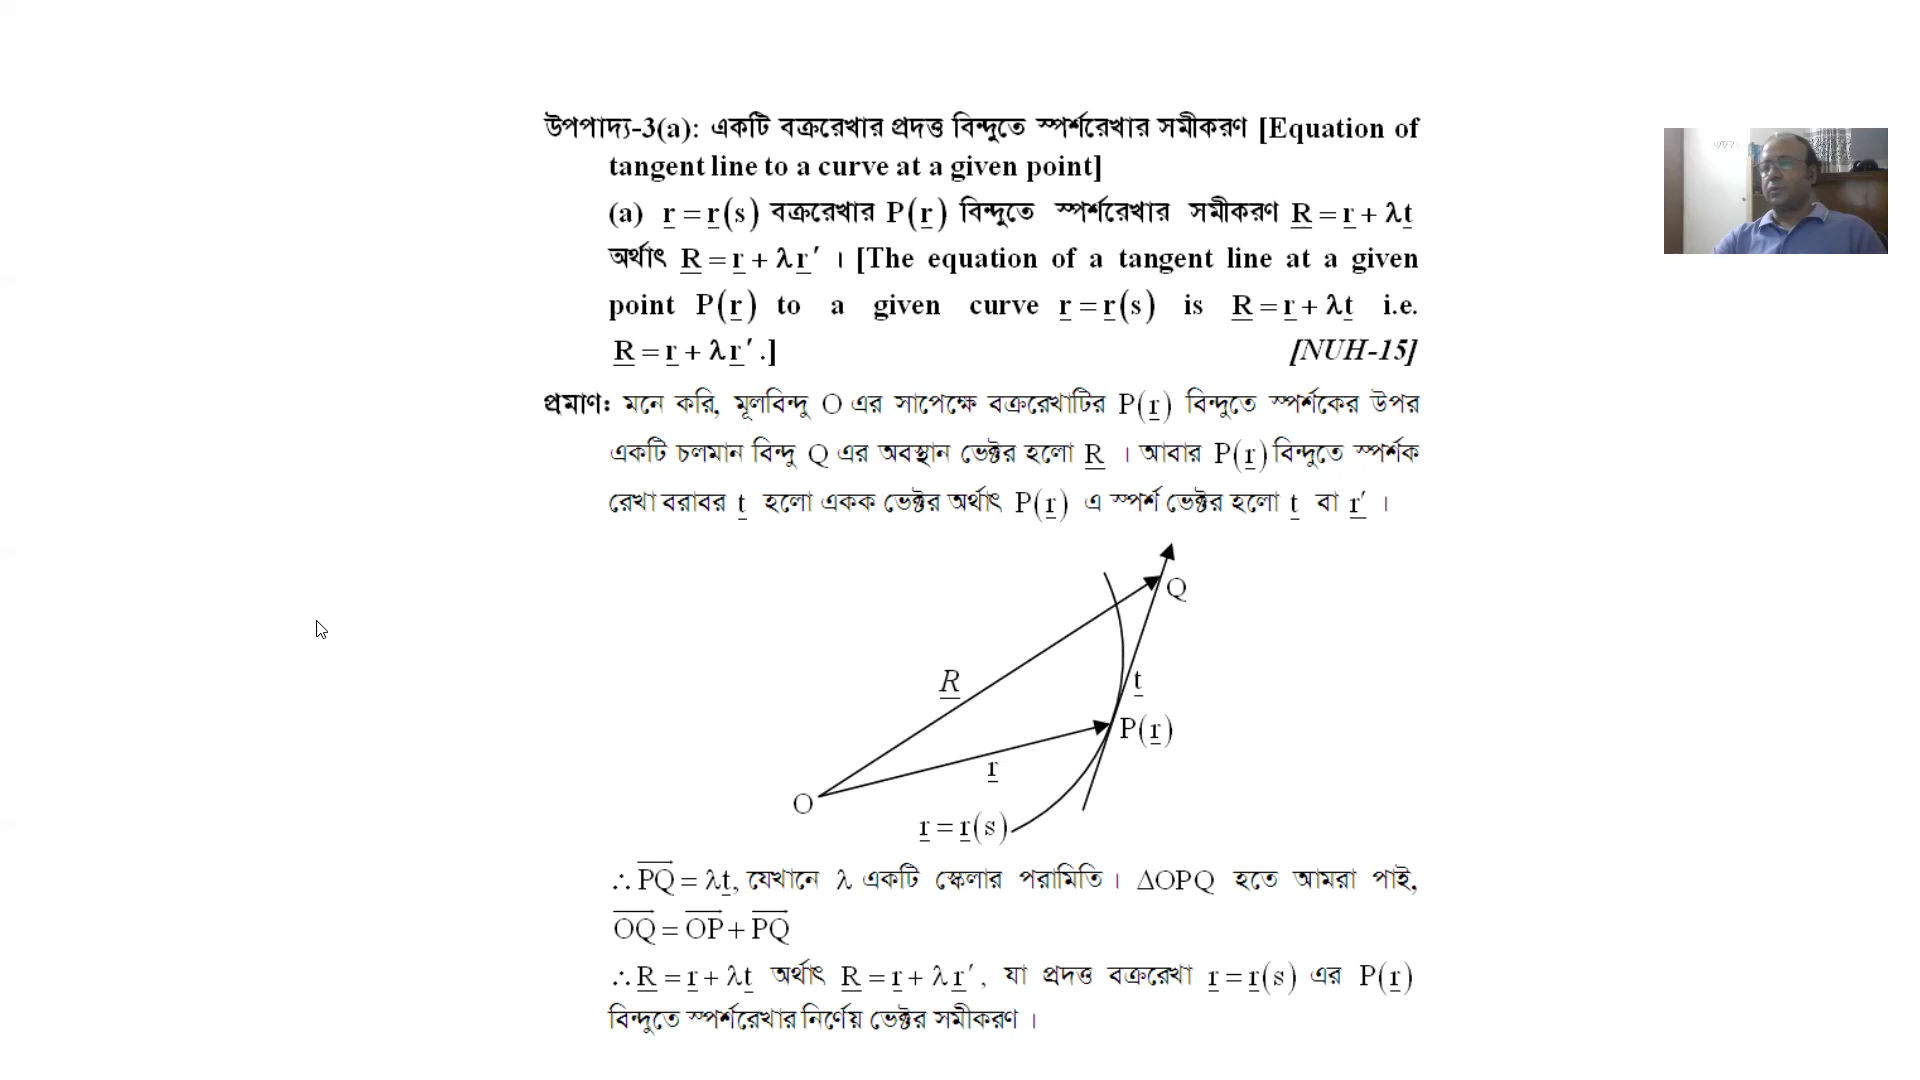 উপপাদ্য-3(a): একটি বক্ররেখার প্রদত্ত বিন্দুতে স্পর্শরেখার সমীকরণ [Equation of
tangent line to a curve at a given point]
(a) r = r(s) বক্ররেখার P(r) বিন্দুতে স্পর্শরেখার সমীকরণ R = r + λt
অর্থাৎ R = r + λr′ । [The equation of a tangent line at a given
point P(r) to a given curve r = r(s) is R = r + λt i.e.
R = r + λr′.] [NUH-15]
প্রমাণঃ মনে করি, মূলবিন্দু O এর সাপেক্ষে বক্ররেখাটির P(r) বিন্দুতে স্পর্শকের উপর
একটি চলমান বিন্দু Q এর অবস্থান ভেক্টর হলো R । আবার P(r) বিন্দুতে স্পর্শক
রেখা বরাবর t হলো একক ভেক্টর অর্থাৎ P(r) এ স্পর্শ ভেক্টর হলো t বা r′ ।
Q
R
t
P(r)
r
O
r = r(s)
∴ PQ = λt, যেখানে λ একটি স্কেলার পরামিতি। ΔOPQ হতে আমরা পাই,
OQ = OP + PQ
∴ R = r + λt অর্থাৎ R = r + λr′, যা প্রদত্ত বক্ররেখা r = r(s) এর P(r)
বিন্দুতে স্পর্শরেখার নির্ণেয় ভেক্টর সমীকরণ ।